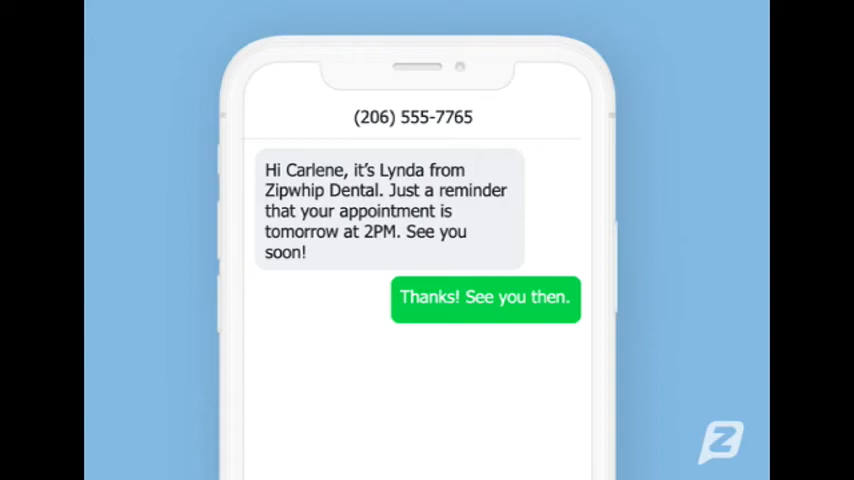 (206) 555-7765
Hi Carlene, it's Lynda from
Zipwhip Dental. Just a reminder
that your appointment is
tomorrow at 2PM. See you
soon!
Thanks! See you then.
Z